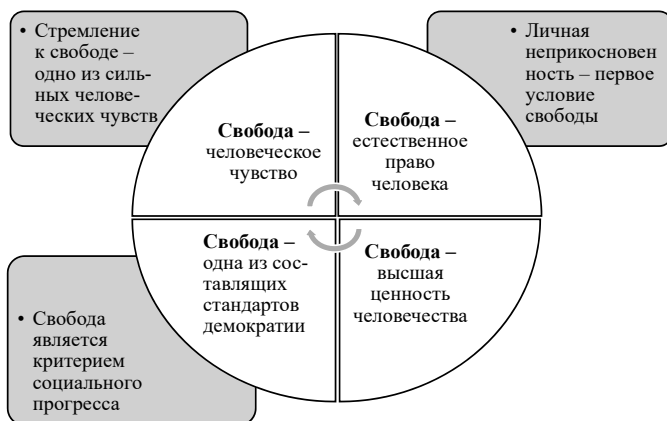 • Стремление
к свободе –
одно из силь-
ных челове-
ческих чувств
• Личная
неприкосновен
ность – первое
условие
свободы
Свобода –
человеческое
чувство
Свобода –
естественное
право
человека
Свобода –
одна из сос-
тавлящих
стандартов
демократии
Свобода –
высшая
ценность
человечества
• Свобода
является
критерием
социального
прогресса